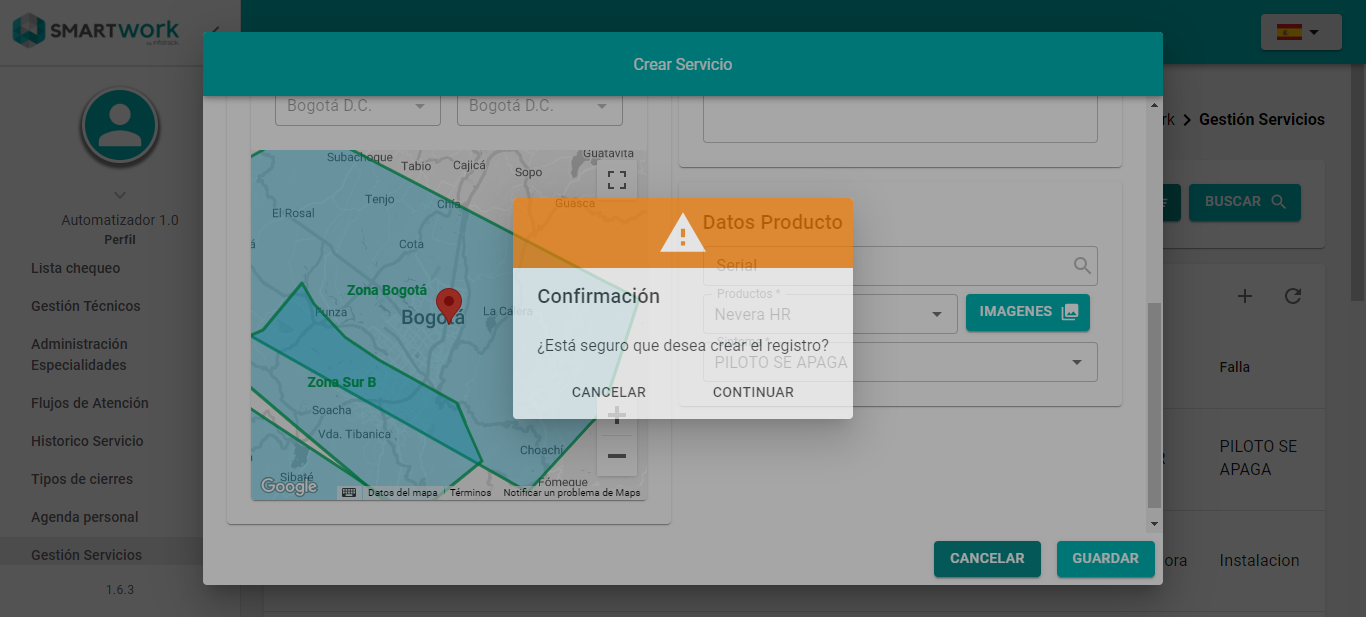 SMARTWORK
by infotrack
Crear Servicio
rk > Gestión Servicios
BUSCAR
Automatizador 1.0
Perfil
Lista chequeo
Gestión Técnicos
Administración
Especialidades
Flujos de Atención
Historico Servicio
Tipos de cierres
Agenda personal
Gestión Servicios
1.6.3
Bogotá D.C.
Bogotá D.C.
Subachoque
Tabio
Cajicá
Guatavita
Sopo
Tenjo
Chía
El Rosal
Guasca
Cota
Zona Bogotá
Funza
Bogotá
La Calera
Zona Sur B
Soacha
Vda. Tibanica
Choachí
Sibaté
Fómeque
Google
Datos del mapa
Términos
Notificar un problema de Maps
Datos Producto
Serial
Productos *
Nevera HR
IMAGENES
PILOTO SE APAGA
Confirmación
¿Está seguro que desea crear el registro?
CANCELAR
CONTINUAR
CANCELAR
GUARDAR
Falla
PILOTO SE
APAGA
ora
Instalacion